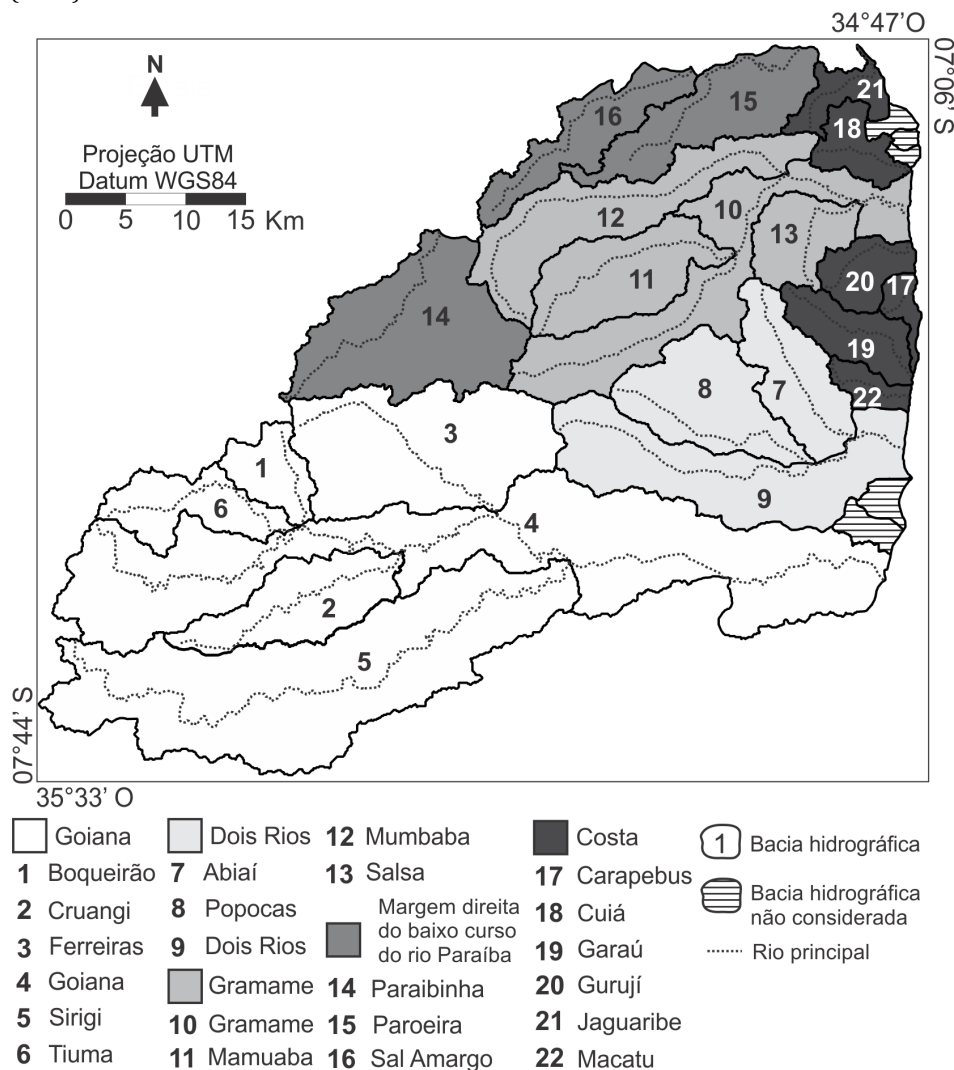 34°47'O
07°06' S
N
Projeção UTM
Datum WGS84
0 5 10 15 Km
21
15
16
18
10
12
13
11
20
17
14
19
8
7
22
3
1
9
6
4
2
5
07°44' S
35°33' O
Goiana
1 Boqueirão
2 Cruangi
3 Ferreiras
4 Goiana
5 Sirigi
6 Tiuma
Dois Rios
7 Abiaí
8 Popocas
9 Dois Rios
Gramame
10 Gramame
11 Mamuaba
12 Mumbaba
13 Salsa
Margem direita
do baixo curso
do rio Paraíba
14 Paraibinha
15 Paroeira
16 Sal Amargo
Costa
17 Carapebus
18 Cuiá
19 Garaú
20 Gurují
21 Jaguaribe
22 Macatu
1 Bacia hidrográfica
Bacia hidrográfica
não considerada
Rio principal